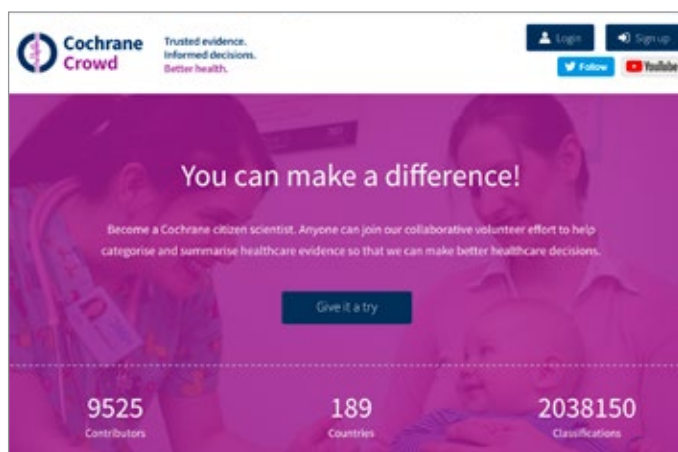 Cochrane
Crowd
Trusted evidence.
Informed decisions.
Better health.
Login
Sign up
Follow
YouTube
You can make a difference!
Become a Cochrane citizen scientist. Anyone can join our collaborative volunteer effort to help
categorise and summarise healthcare evidence so that we can make better healthcare decisions.
Give it a try
9525
Contributors
189
Countries
2038150
Classifications